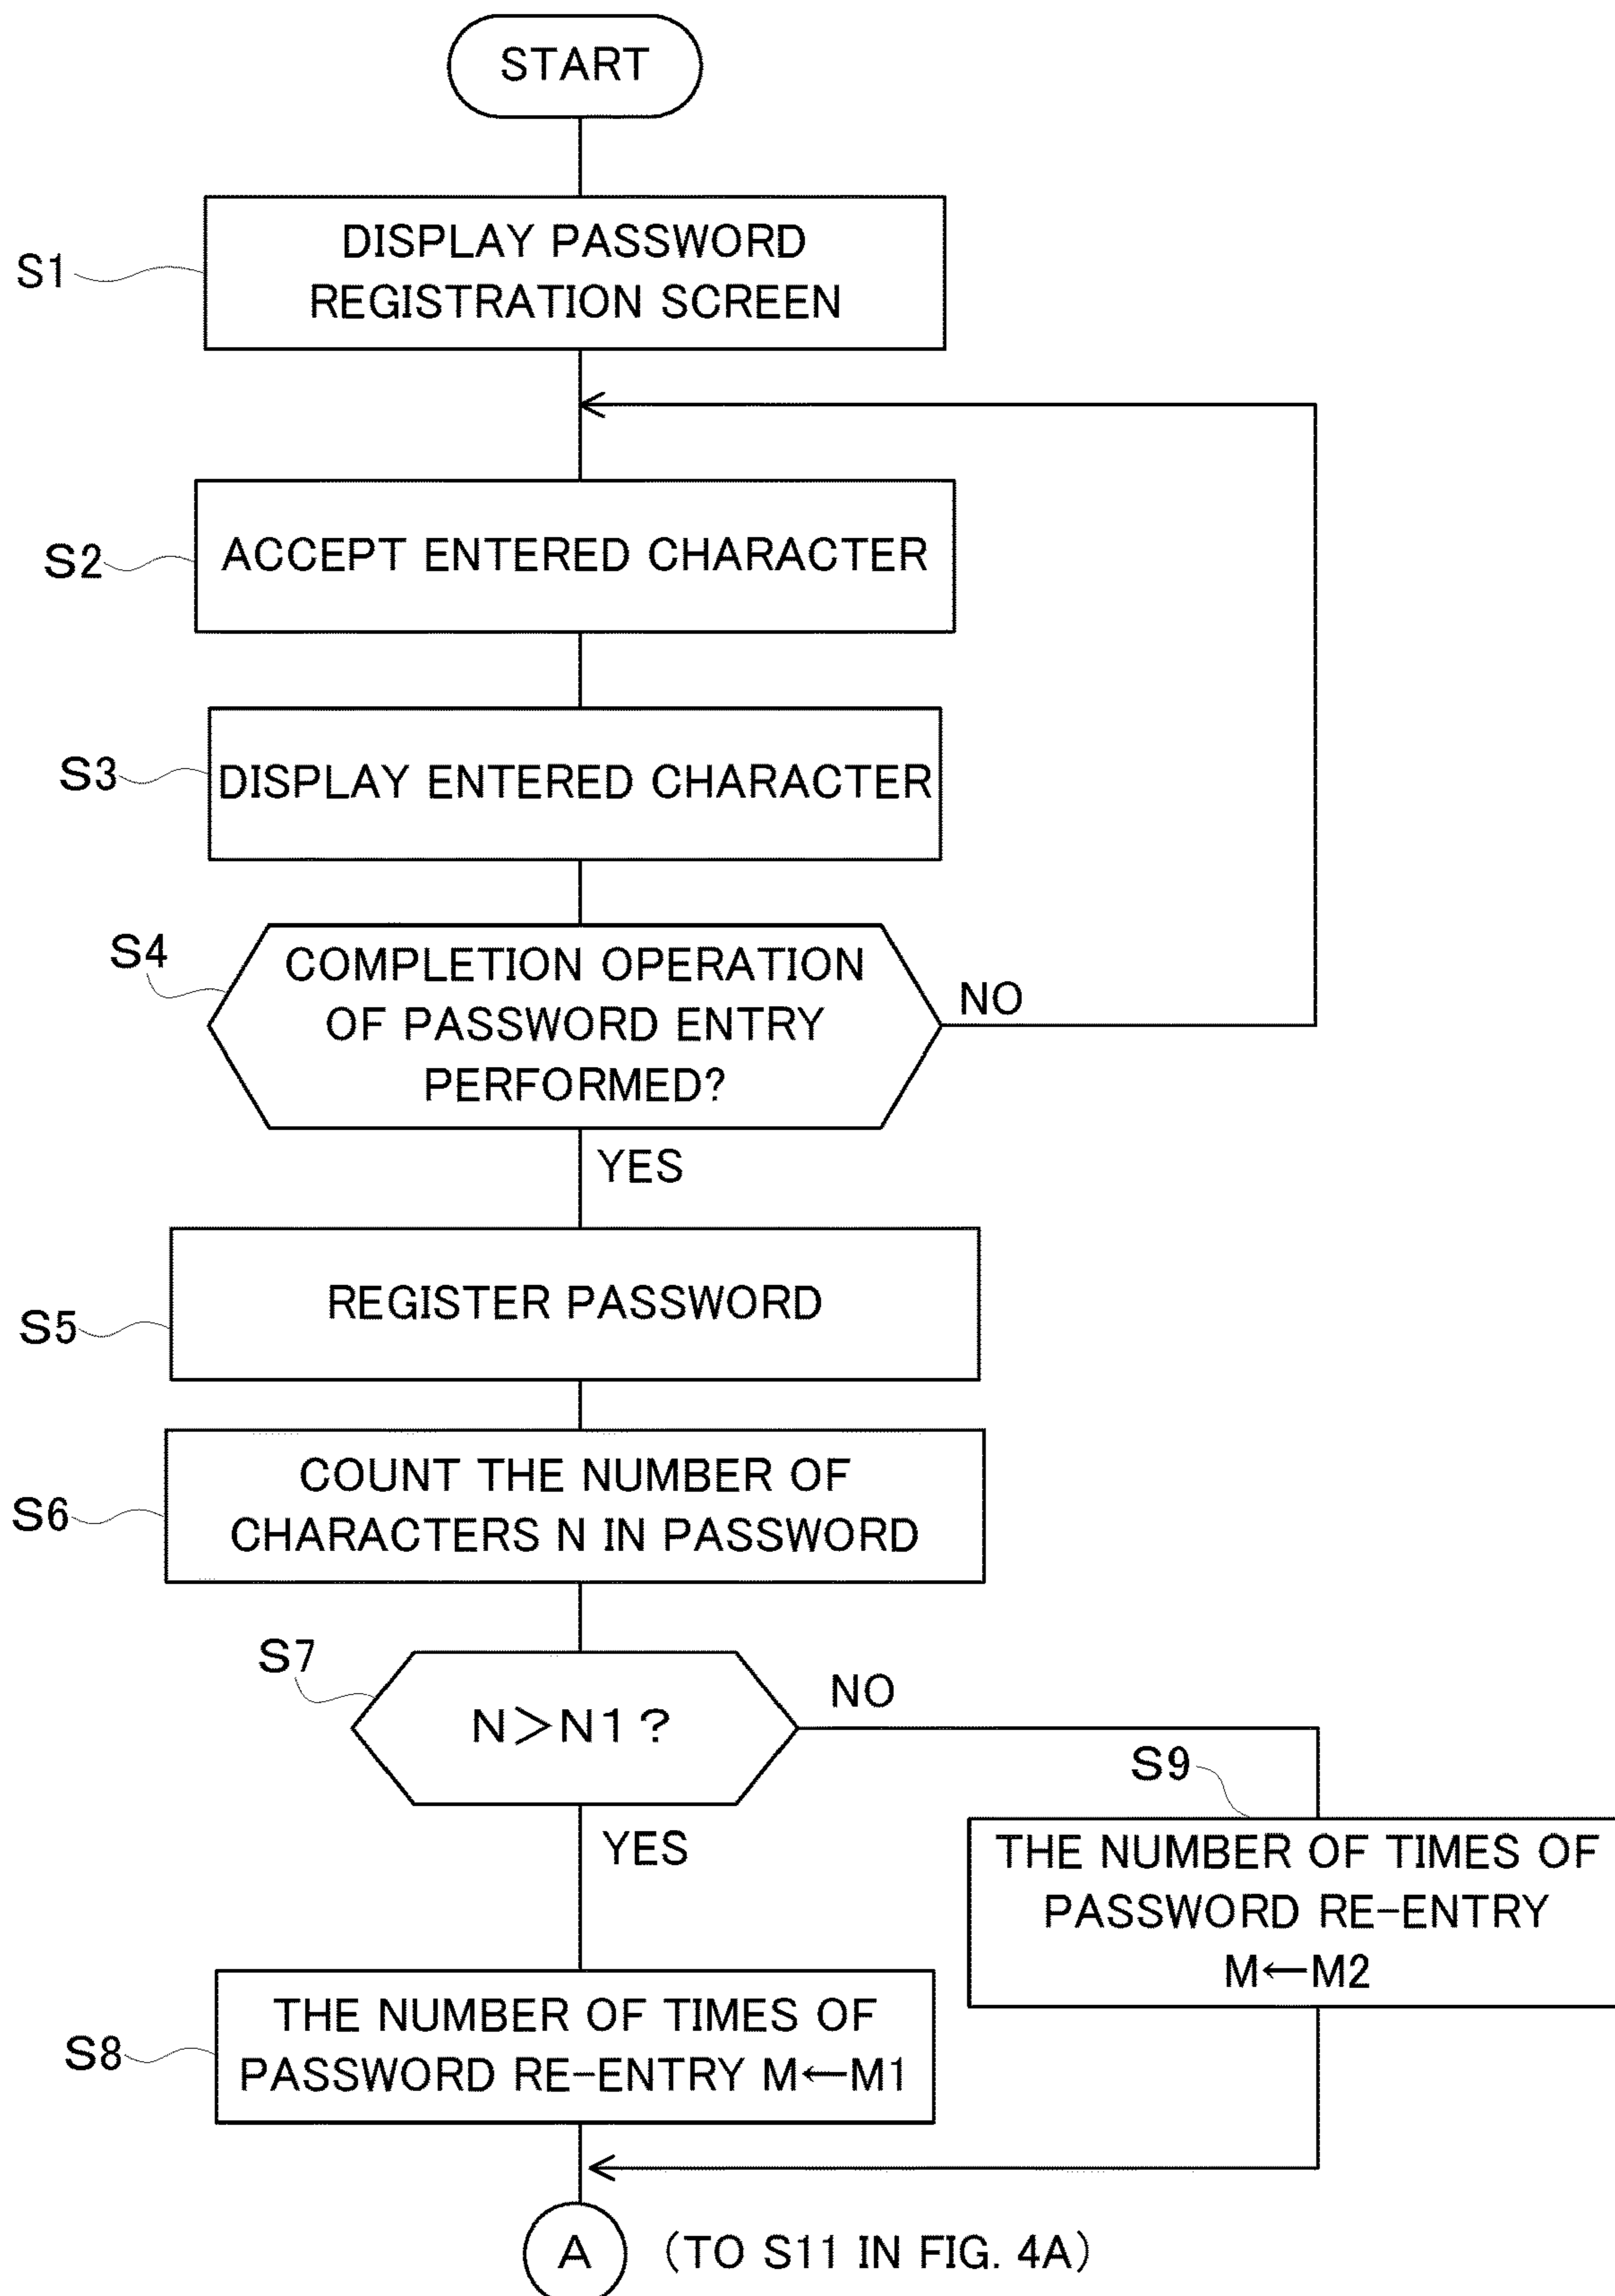 START
S1
DISPLAY PASSWORD
REGISTRATION SCREEN
S2
ACCEPT ENTERED CHARACTER
S3
DISPLAY ENTERED CHARACTER
S4
COMPLETION OPERATION
OF PASSWORD ENTRY
PERFORMED?
NO
YES
S5
REGISTER PASSWORD
S6
COUNT THE NUMBER OF
CHARACTERS N IN PASSWORD
S7
N>N1?
NO
YES
S9
THE NUMBER OF TIMES OF
PASSWORD RE-ENTRY
M←M2
S8
THE NUMBER OF TIMES OF
PASSWORD RE-ENTRY M←M1
A (TO S11 IN FIG. 4A)